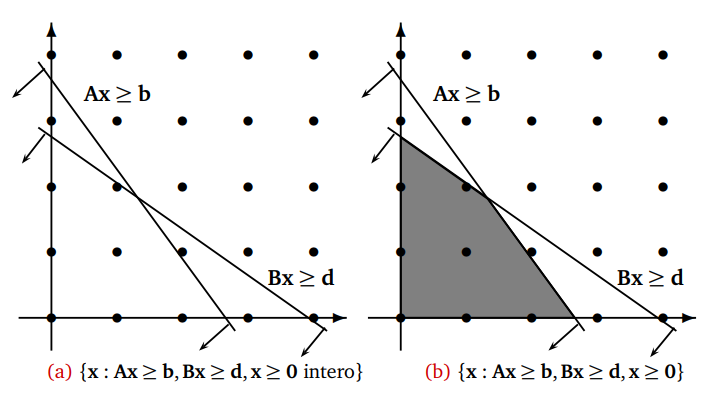 Ax ≥ b
Ax ≥ b
Bx ≥ d
Bx ≥ d
(a) {x : Ax ≥ b, Bx ≥ d, x ≥ 0 intero}
(b) {x : Ax ≥ b, Bx ≥ d, x ≥ 0}